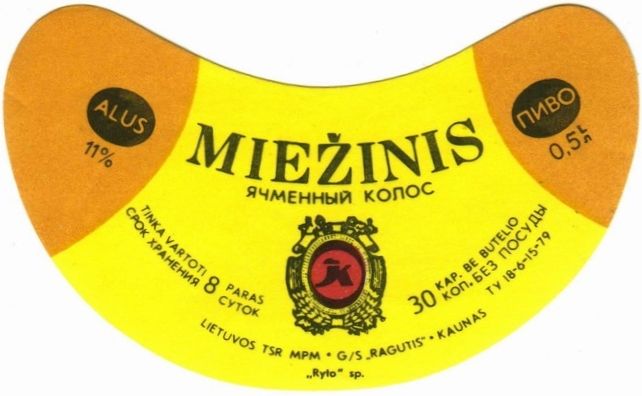 ALUS
11%
ПИВО
0,5 L
л
MIEŽINIS
ЯЧМЕННЫЙ КОЛОС
TINKA VARTOTI
СРОК ХРАНЕНИЯ
8
PARAS
СУТОК
30
KAP. BE BUTELIO
КОП. БЕЗ ПОСУДЫ
ТУ 18-6-15-79
LIETUVOS TSR MPM • G/S „RAGUTIS" • KAUNAS
„Ryto" sp.